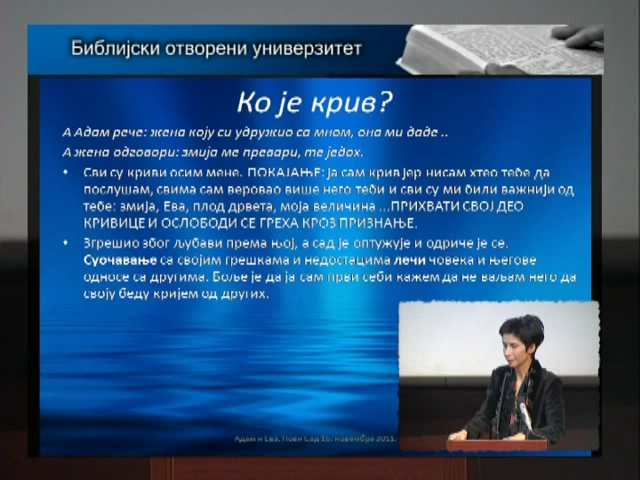 Библијски отворени универзитет
Ко је крив?
А Адам рече: жена коју си удружио са мном, она ми даде ..
А жена одговори: змија ме превари, те једох.
• Сви су криви осим мене. ПОКАЈАЊЕ: ја сам крив јер нисам хтео тебе да
послушам, свима сам веровао више него теби и сви су ми били важнији од
тебе: змија, Ева, плод дрвета, моја величина ...ПРИХВАТИ СВОЈ ДЕО
КРИВИЦЕ И ОСЛОБОДИ СЕ ГРЕХА КРОЗ ПРИЗНАЊЕ.
• Згрешио због љубави према њој, а сад је оптужује и одриче је се.
Суочавање са својим грешкама и недостацима лечи човека и његове
односе са другима. Боље је да ја сам први себи кажем да не ваљам него да
своју беду кријем од других.
Адам и Ева, Нови Сад 16. новембра 2011.